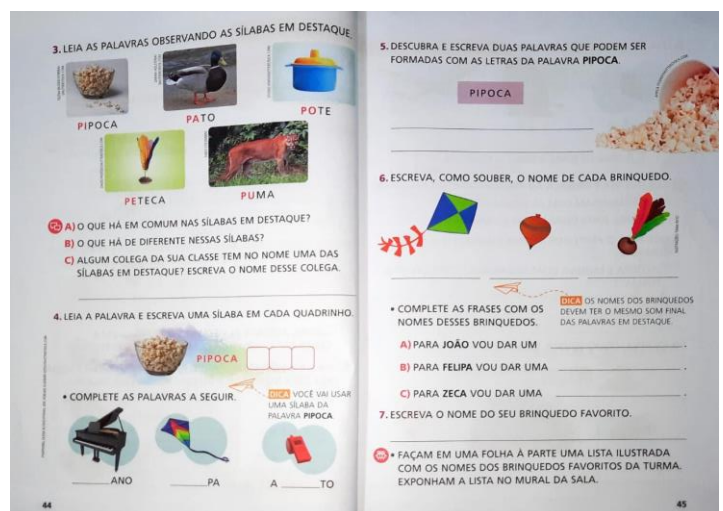 3. LEIA AS PALAVRAS OBSERVANDO AS SÍLABAS EM DESTAQUE.
PIPOCA
PATO
POTE
PETECA
PUMA
A) O QUE HÁ EM COMUM NAS SÍLABAS EM DESTAQUE?
B) O QUE HÁ DE DIFERENTE NESSAS SÍLABAS?
C) ALGUM COLEGA DA SUA CLASSE TEM NO NOME UMA DAS
SÍLABAS EM DESTAQUE? ESCREVA O NOME DESSE COLEGA.
4. LEIA A PALAVRA E ESCREVA UMA SÍLABA EM CADA QUADRINHO.
PIPOCA
• COMPLETE AS PALAVRAS A SEGUIR.
DICA VOCÊ VAI USAR
UMA SÍLABA DA
PALAVRA PIPOCA.
____ANO
____PA
A ____TO
44
5. DESCUBRA E ESCREVA DUAS PALAVRAS QUE PODEM SER
FORMADAS COM AS LETRAS DA PALAVRA PIPOCA.
PIPOCA
6. ESCREVA, COMO SOUBER, O NOME DE CADA BRINQUEDO.
• COMPLETE AS FRASES COM OS
NOMES DESSES BRINQUEDOS.
DICA OS NOMES DOS BRINQUEDOS
DEVEM TER O MESMO SOM FINAL
DAS PALAVRAS EM DESTAQUE.
A) PARA JOÃO VOU DAR UM ____.
B) PARA FELIPA VOU DAR UMA ____.
C) PARA ZECA VOU DAR UMA ____.
7. ESCREVA O NOME DO SEU BRINQUEDO FAVORITO.
• FAÇAM EM UMA FOLHA À PARTE UMA LISTA ILUSTRADA
COM OS NOMES DOS BRINQUEDOS FAVORITOS DA TURMA.
EXPONHAM A LISTA NO MURAL DA SALA.
45